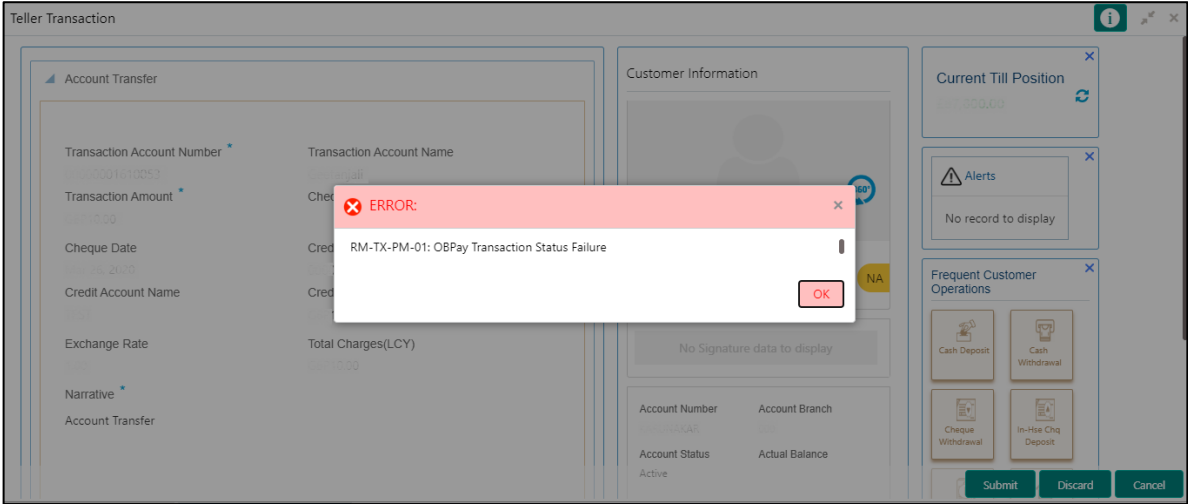 Teller Transaction
Account Transfer
Transaction Account Number *
Transaction Account Name
Transaction Amount *
Cheque Date
Credit Account Name
Exchange Rate
Total Charges(LCY)
Narrative *
Account Transfer
ERROR:
RM-TX-PM-01: OBPay Transaction Status Failure
OK
Customer Information
360°
NA
No Signature data to display
Account Number
Account Branch
Account Status
Actual Balance
Active
Current Till Position
Alerts
No record to display
Frequent Customer
Operations
Cash Deposit
Cash
Withdrawal
Cheque
Withdrawal
In-Hse Chq
Deposit
Submit
Discard
Cancel